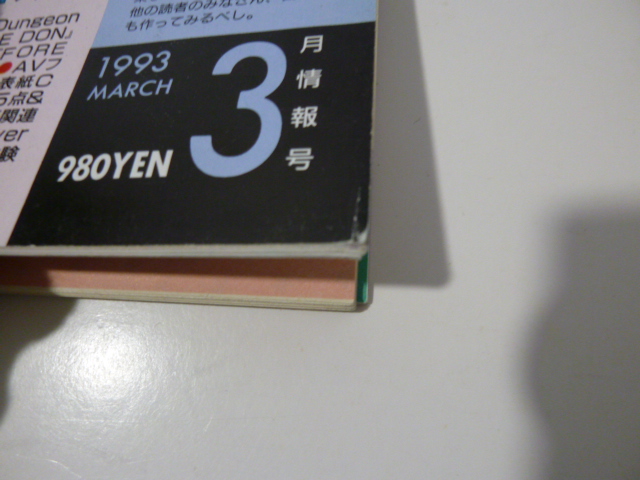 Dungeon
E DON」
FORE
●AVフ
表紙C
5点&
関連
ver
験
他の読者のみなさん、
も作ってみるべし。
1993
MARCH
3月情報号
980YEN